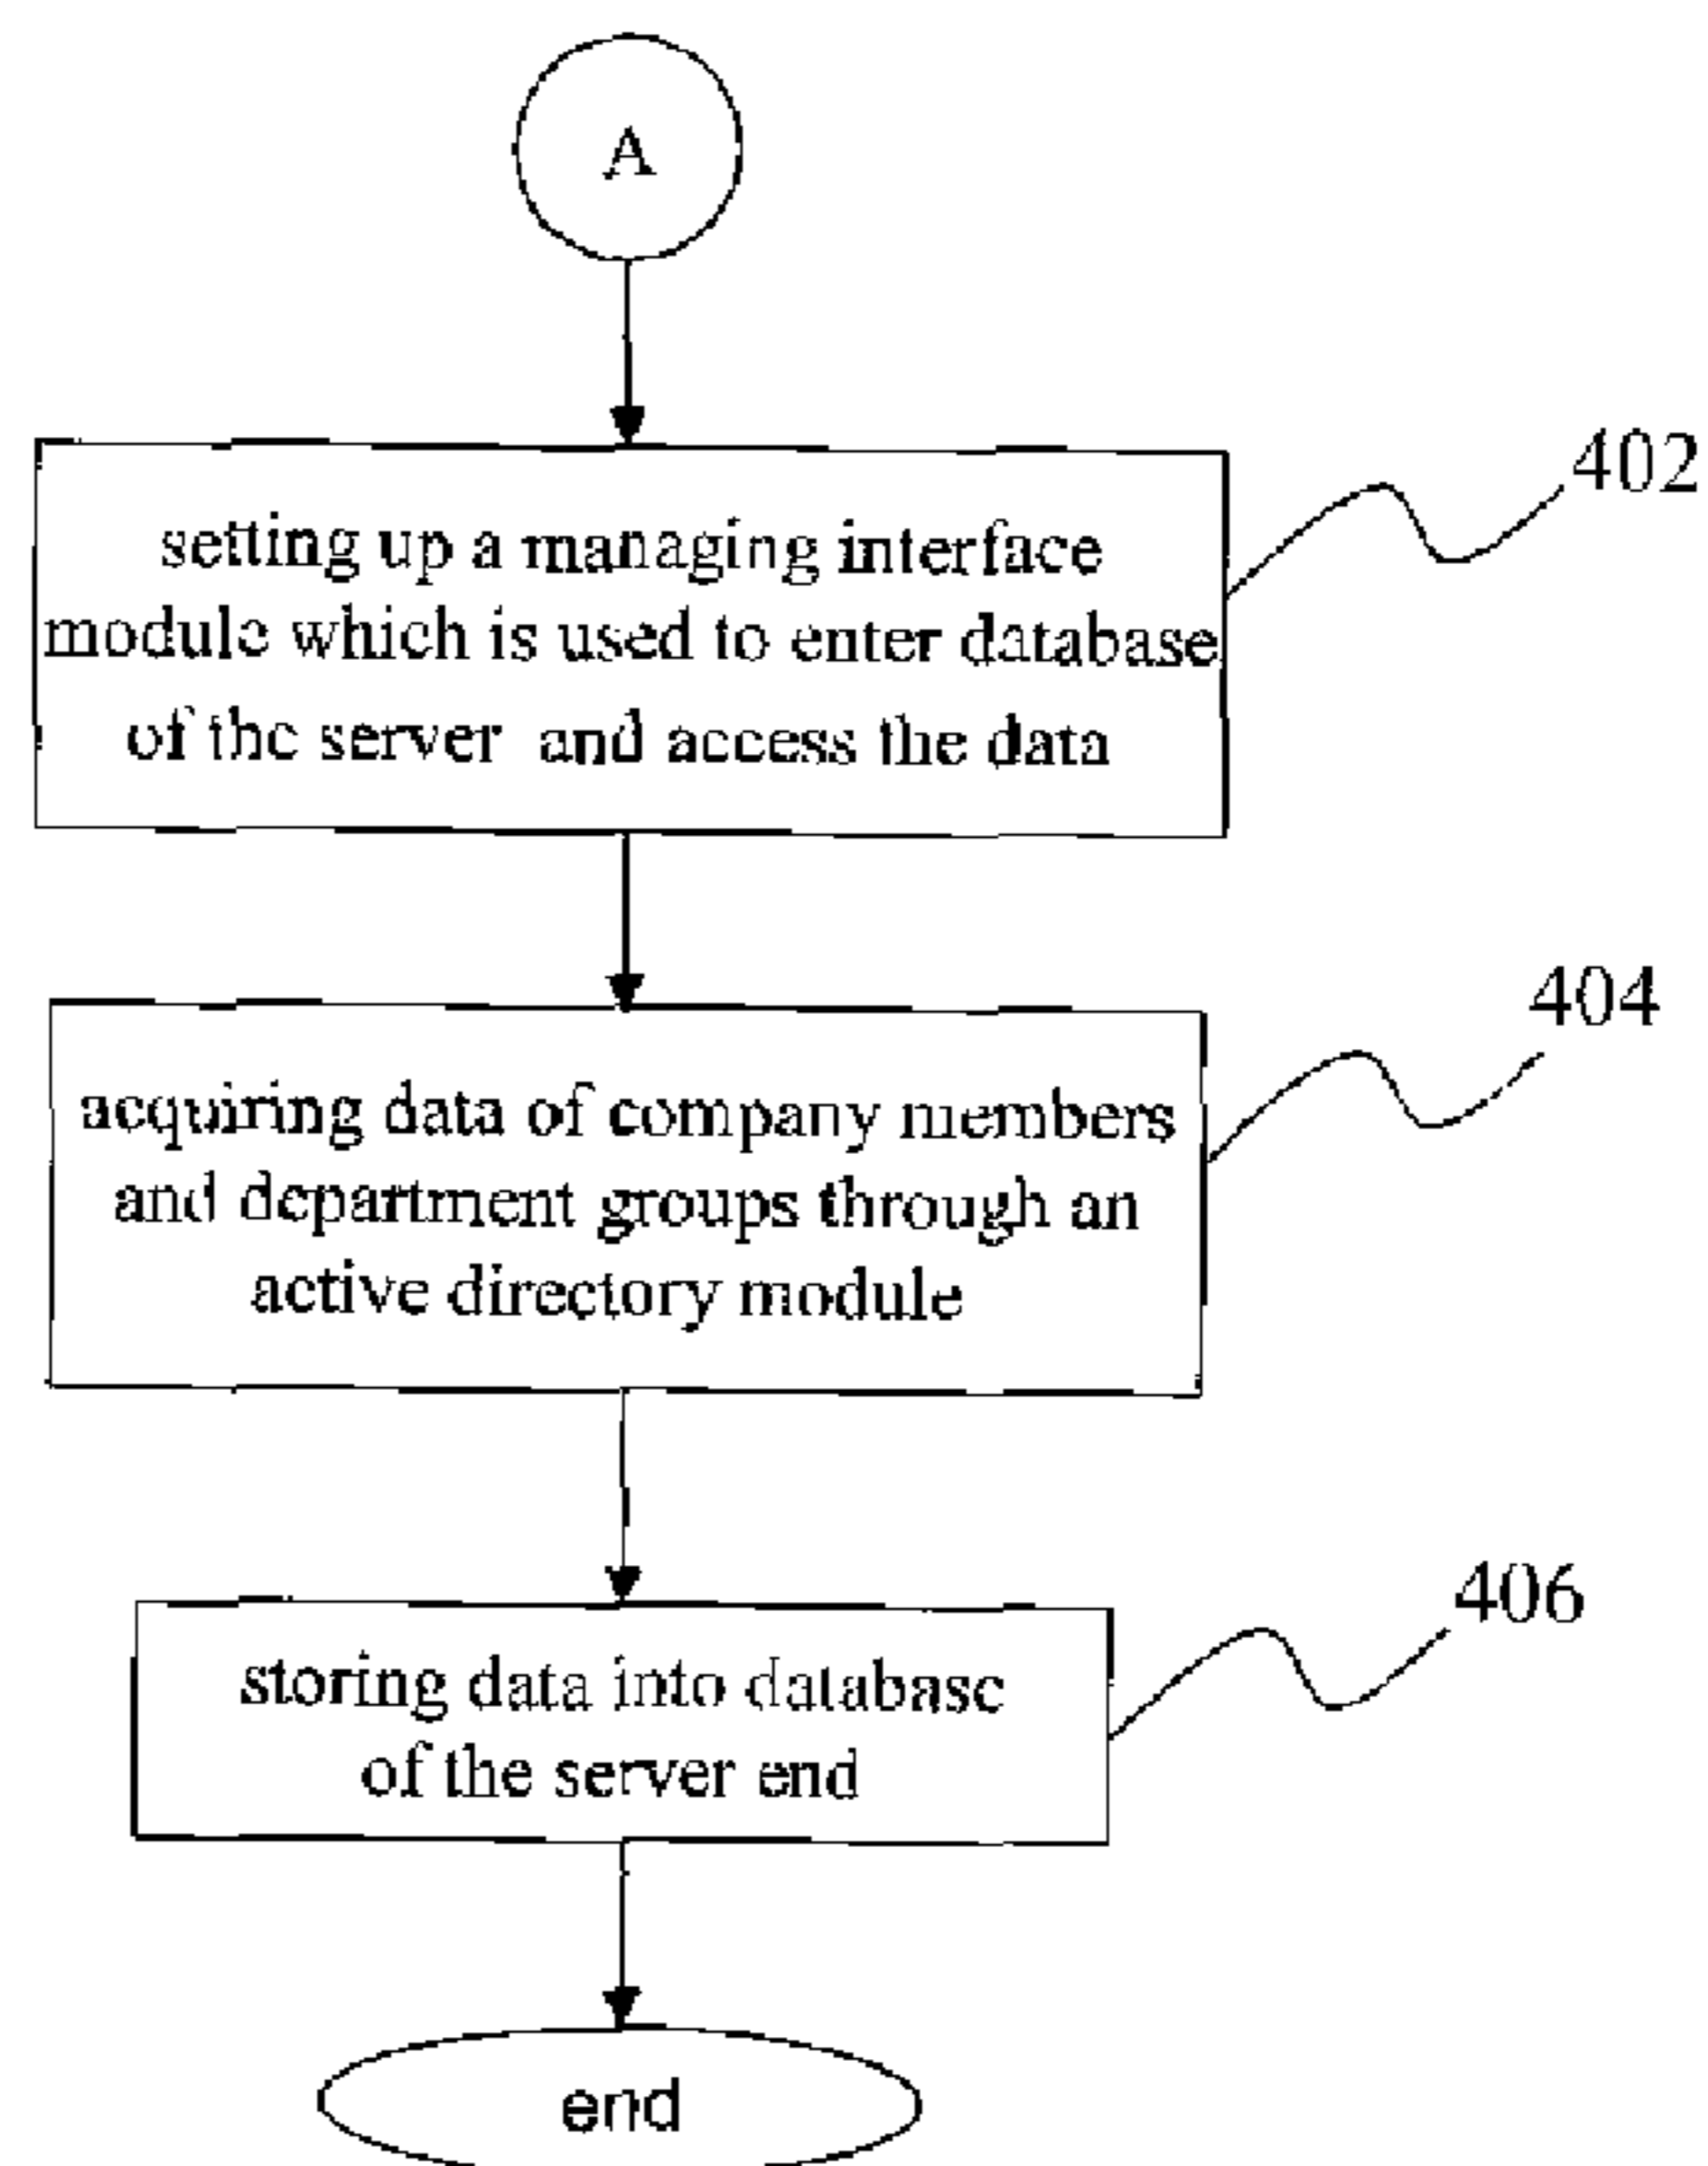 A
402
setting up a managing interface
module which is used to enter database
of the server and access the data
404
acquiring data of company members
and department groups through an
active directory module
406
storing data into database
of the server end
end